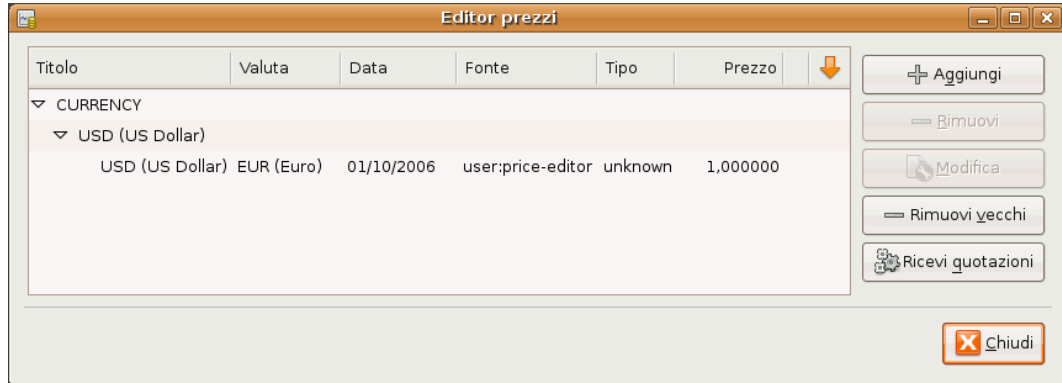 Editor prezzi
Titolo Valuta Data Fonte Tipo Prezzo
Aggiungi
CURRENCY
Rimuovi
USD (US Dollar)
USD (US Dollar) EUR (Euro) 01/10/2006 user:price-editor unknown 1,000000
Modifica
Rimuovi vecchi
Ricevi quotazioni
Chiudi